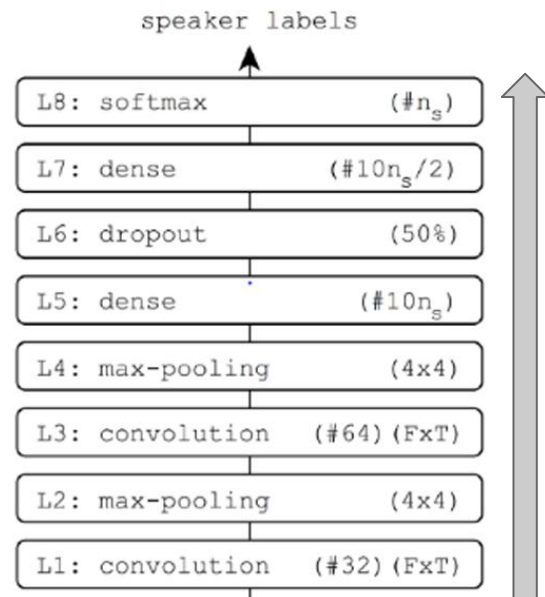 speaker labels
L8: softmax (#nₛ)
L7: dense (#10nₛ/2)
L6: dropout (50%)
L5: dense (#10nₛ)
L4: max-pooling (4x4)
L3: convolution (#64)(FxT)
L2: max-pooling (4x4)
L1: convolution (#32)(FxT)